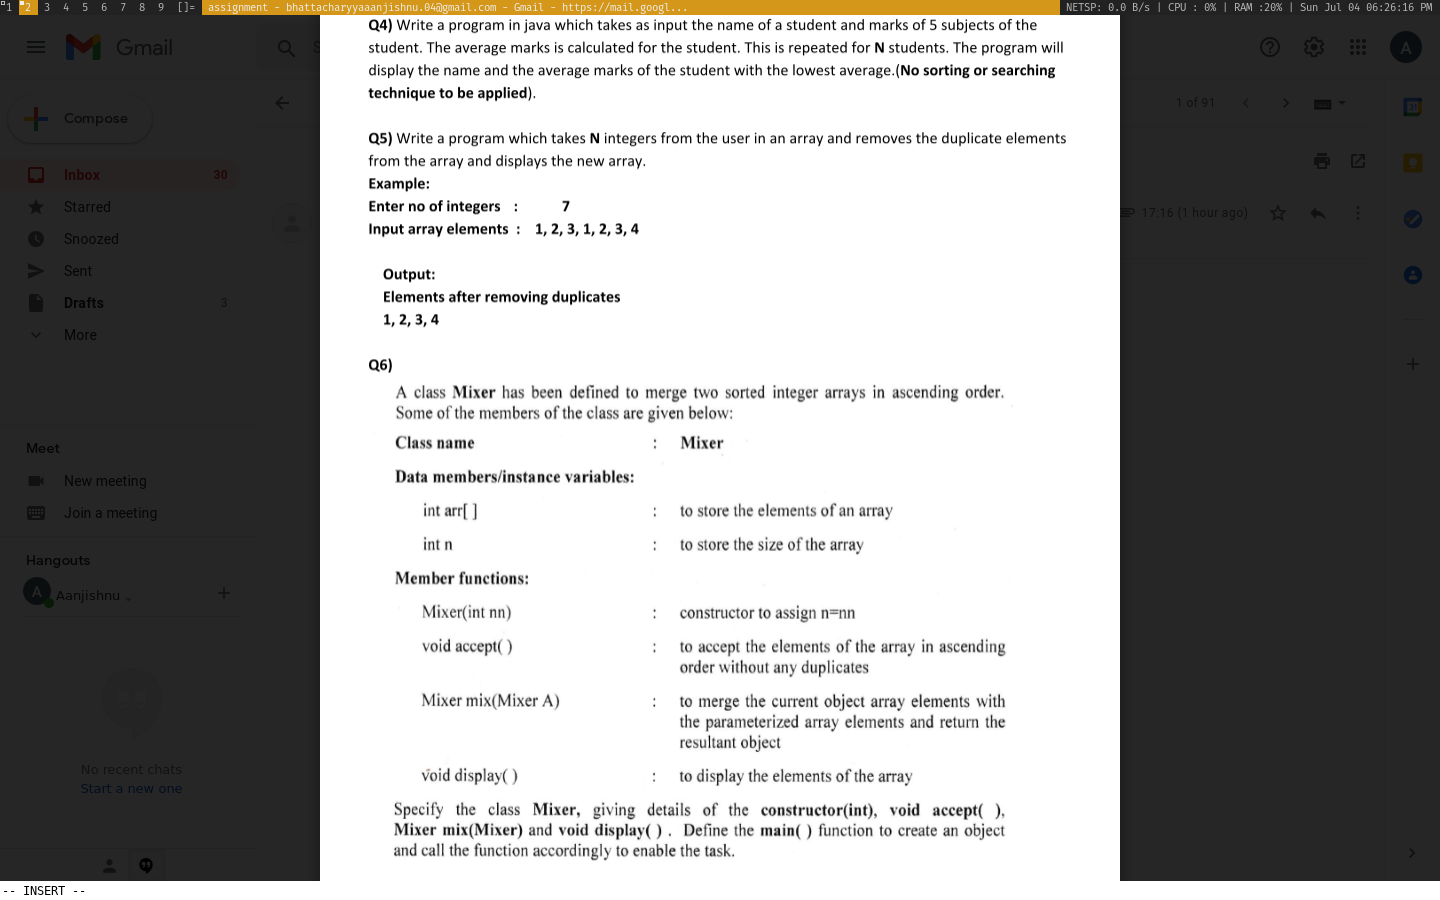 1 2 3 4 5 6 7 8 9 []= assignment - bhattacharyyaaanjishnu.04@gmail.com - Gmail - https://mail.googl... NETSP: 0.0 B/s | CPU : 0% | RAM :20% | Sun Jul 04 06:26:16 PM
Gmail
A
Compose
1 of 91
Inbox 30
Starred
Snoozed
Sent
Drafts 3
More
17:16 (1 hour ago)
Meet
New meeting
Join a meeting
Hangouts
A Aanjishnu
No recent chats
Start a new one
Q4) Write a program in java which takes as input the name of a student and marks of 5 subjects of the
student. The average marks is calculated for the student. This is repeated for N students. The program will
display the name and the average marks of the student with the lowest average.(No sorting or searching
technique to be applied).
Q5) Write a program which takes N integers from the user in an array and removes the duplicate elements
from the array and displays the new array.
Example:
Enter no of integers : 7
Input array elements : 1, 2, 3, 1, 2, 3, 4
Output:
Elements after removing duplicates
1, 2, 3, 4
Q6)
A class Mixer has been defined to merge two sorted integer arrays in ascending order.
Some of the members of the class are given below:
Class name : Mixer
Data members/instance variables:
int arr[ ] : to store the elements of an array
int n : to store the size of the array
Member functions:
Mixer(int nn) : constructor to assign n=nn
void accept( ) : to accept the elements of the array in ascending
order without any duplicates
Mixer mix(Mixer A) : to merge the current object array elements with
the parameterized array elements and return the
resultant object
void display( ) : to display the elements of the array
Specify the class Mixer, giving details of the constructor(int), void accept( ),
Mixer mix(Mixer) and void display( ) . Define the main( ) function to create an object
and call the function accordingly to enable the task.
-- INSERT --